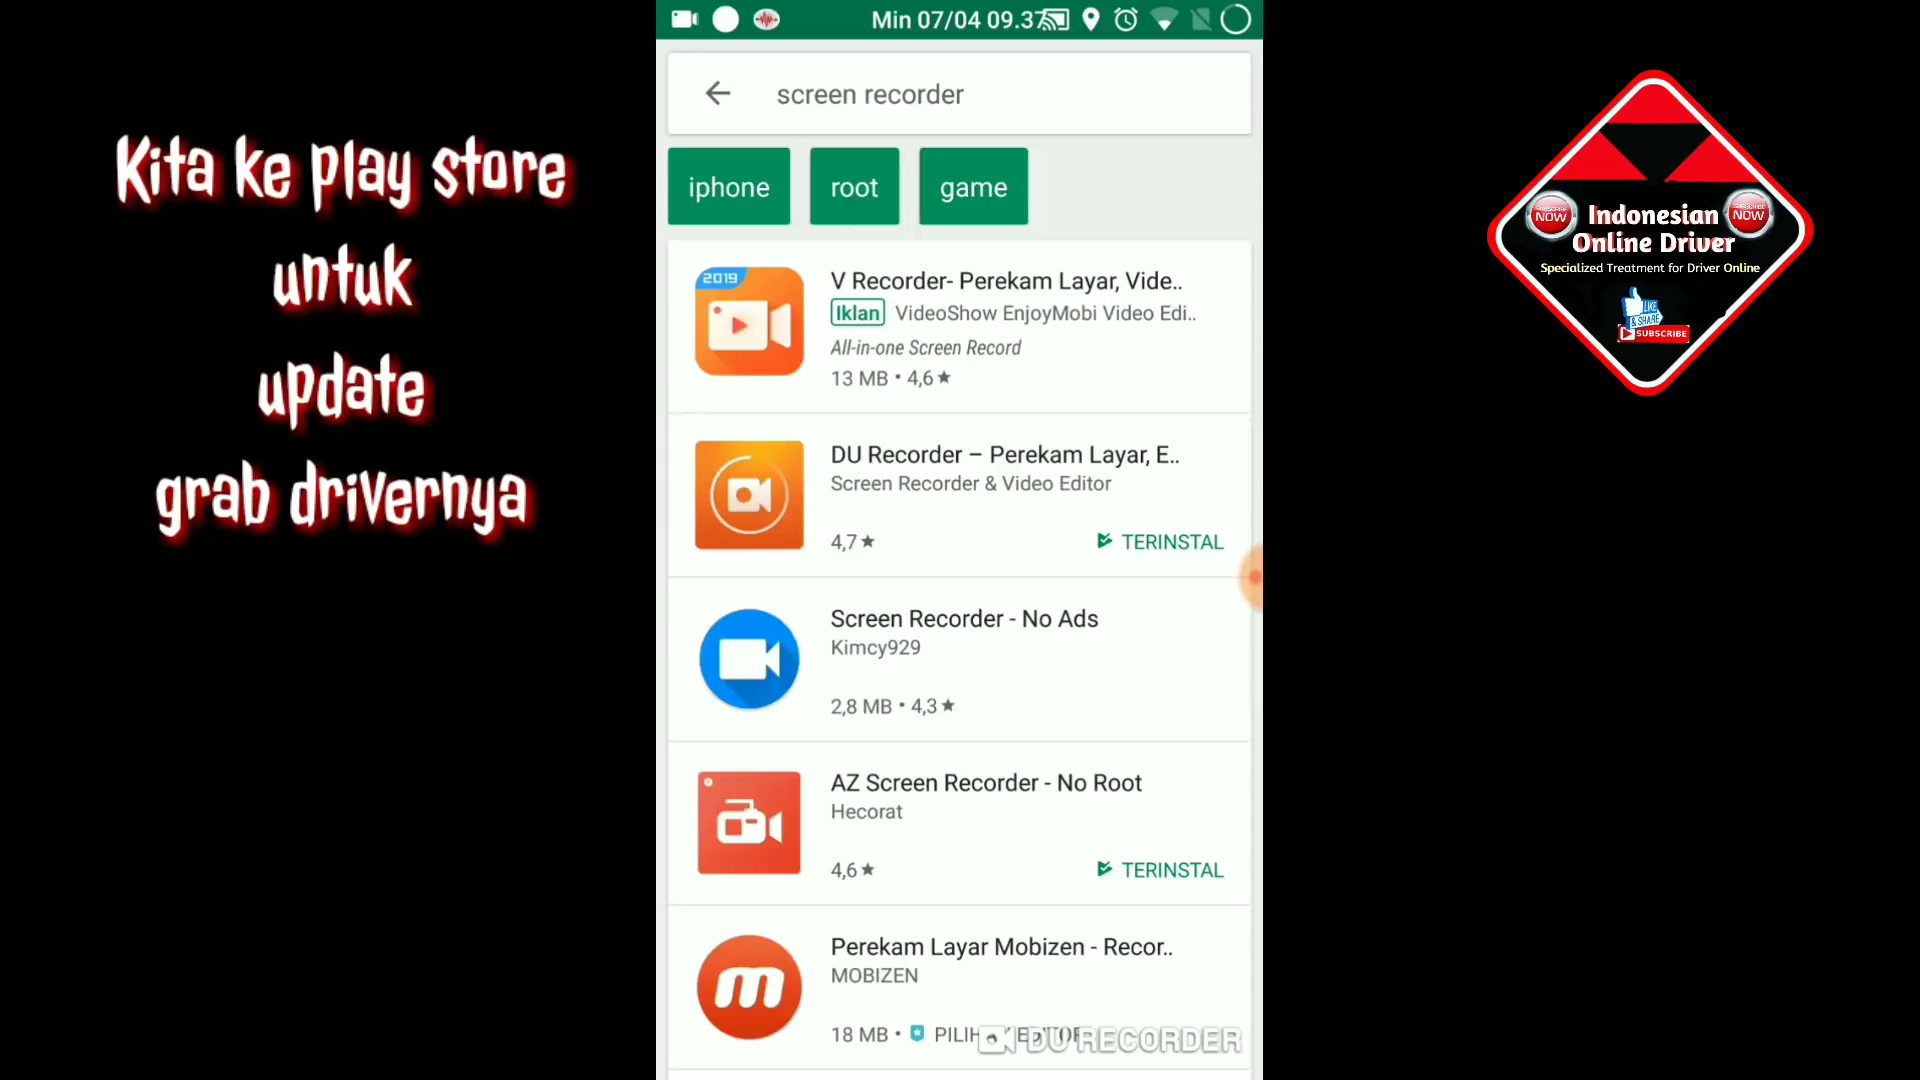 Kita ke play store
untuk
update
grab drivernya
Min 07/04 09.37
screen recorder
iphone
root
game
2019
V Recorder- Perekam Layar, Vide..
Iklan VideoShow EnjoyMobi Video Edi..
All-in-one Screen Record
13 MB • 4,6 ★
DU Recorder – Perekam Layar, E..
Screen Recorder & Video Editor
4,7 ★ TERINSTAL
Screen Recorder - No Ads
Kimcy929
2,8 MB • 4,3 ★
AZ Screen Recorder - No Root
Hecorat
4,6 ★ TERINSTAL
Perekam Layar Mobizen - Recor..
m
MOBIZEN
18 MB •
DU RECORDER
SUBSCRIBE
NOW
SUBSCRIBE
NOW
Indonesian
Online Driver
Specialized Treatment for Driver Online
LIKE
& SHARE
SUBSCRIBE